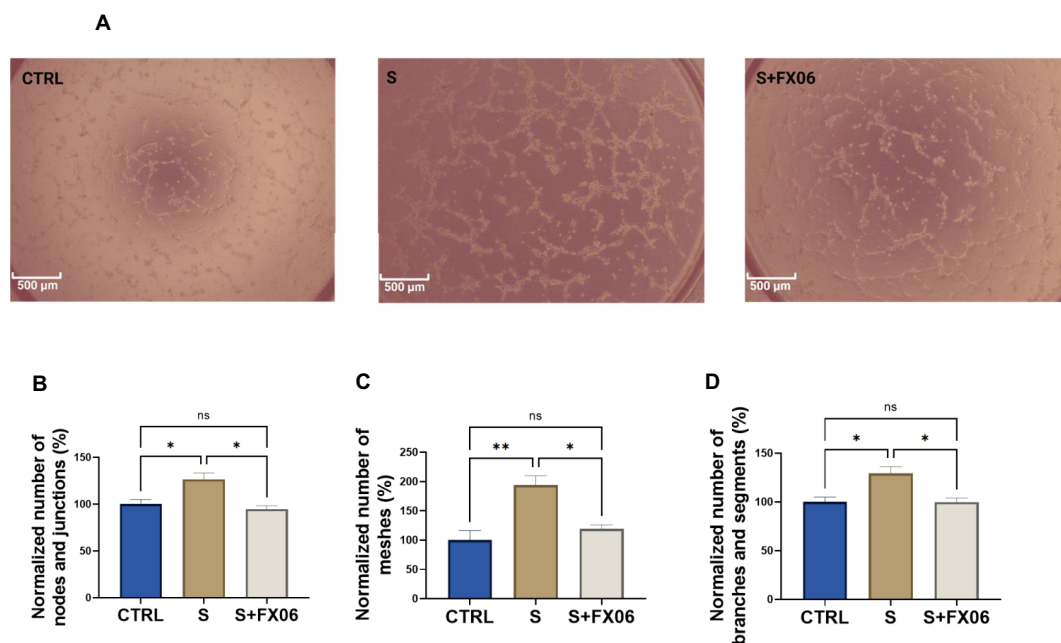 A
CTRL
500 µm
S
500 µm
S+FX06
500 µm
B
Normalized number of
nodes and junctions (%)
ns
*
*
150
100
50
0
CTRL
S
S+FX06
C
Normalized number of
meshes (%)
ns
**
*
250
200
150
100
50
0
CTRL
S
S+FX06
D
Normalized number of
branches and segments (%)
ns
*
*
150
100
50
0
CTRL
S
S+FX06